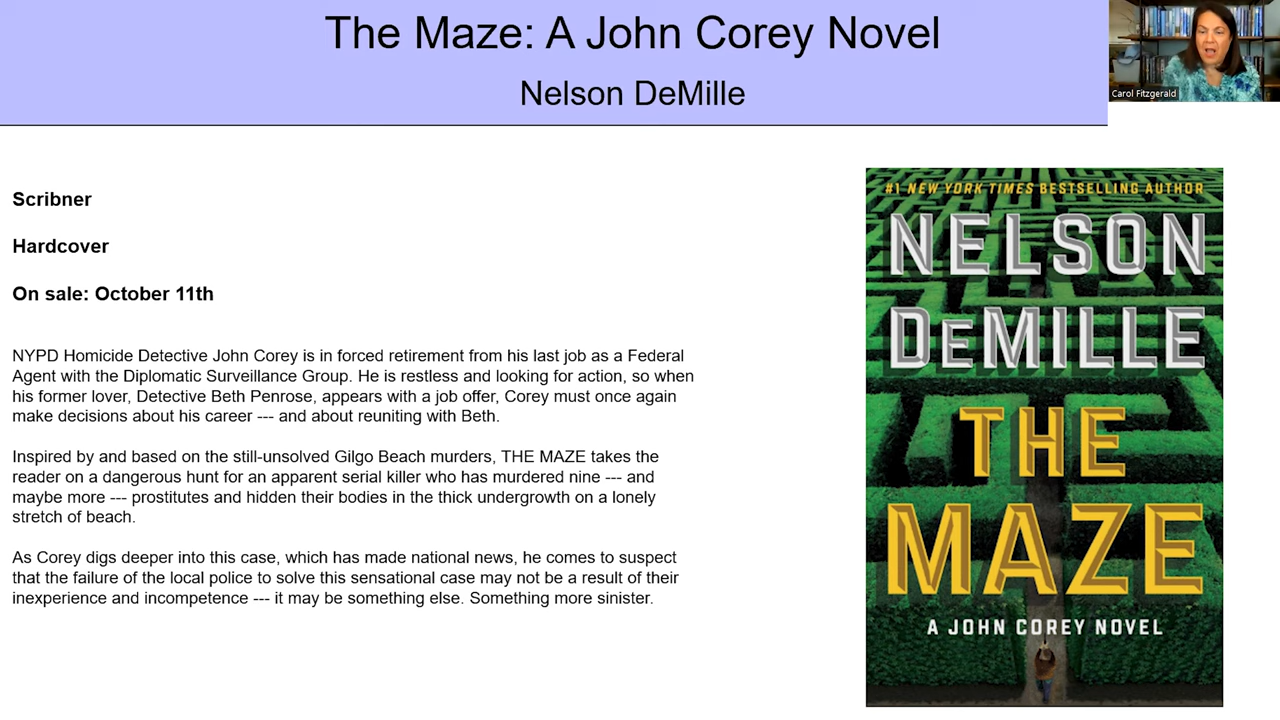 The Maze: A John Corey Novel
Nelson DeMille
Carol Fitzgerald
Scribner
Hardcover
On sale: October 11th
NYPD Homicide Detective John Corey is in forced retirement from his last job as a Federal
Agent with the Diplomatic Surveillance Group. He is restless and looking for action, so when
his former lover, Detective Beth Penrose, appears with a job offer, Corey must once again
make decisions about his career --- and about reuniting with Beth.
Inspired by and based on the still-unsolved Gilgo Beach murders, THE MAZE takes the
reader on a dangerous hunt for an apparent serial killer who has murdered nine --- and
maybe more --- prostitutes and hidden their bodies in the thick undergrowth on a lonely
stretch of beach.
As Corey digs deeper into this case, which has made national news, he comes to suspect
that the failure of the local police to solve this sensational case may not be a result of their
inexperience and incompetence --- it may be something else. Something more sinister.
#1 NEW YORK TIMES BESTSELLING AUTHOR
NELSON
DEMILLE
THE
MAZE
A JOHN COREY NOVEL